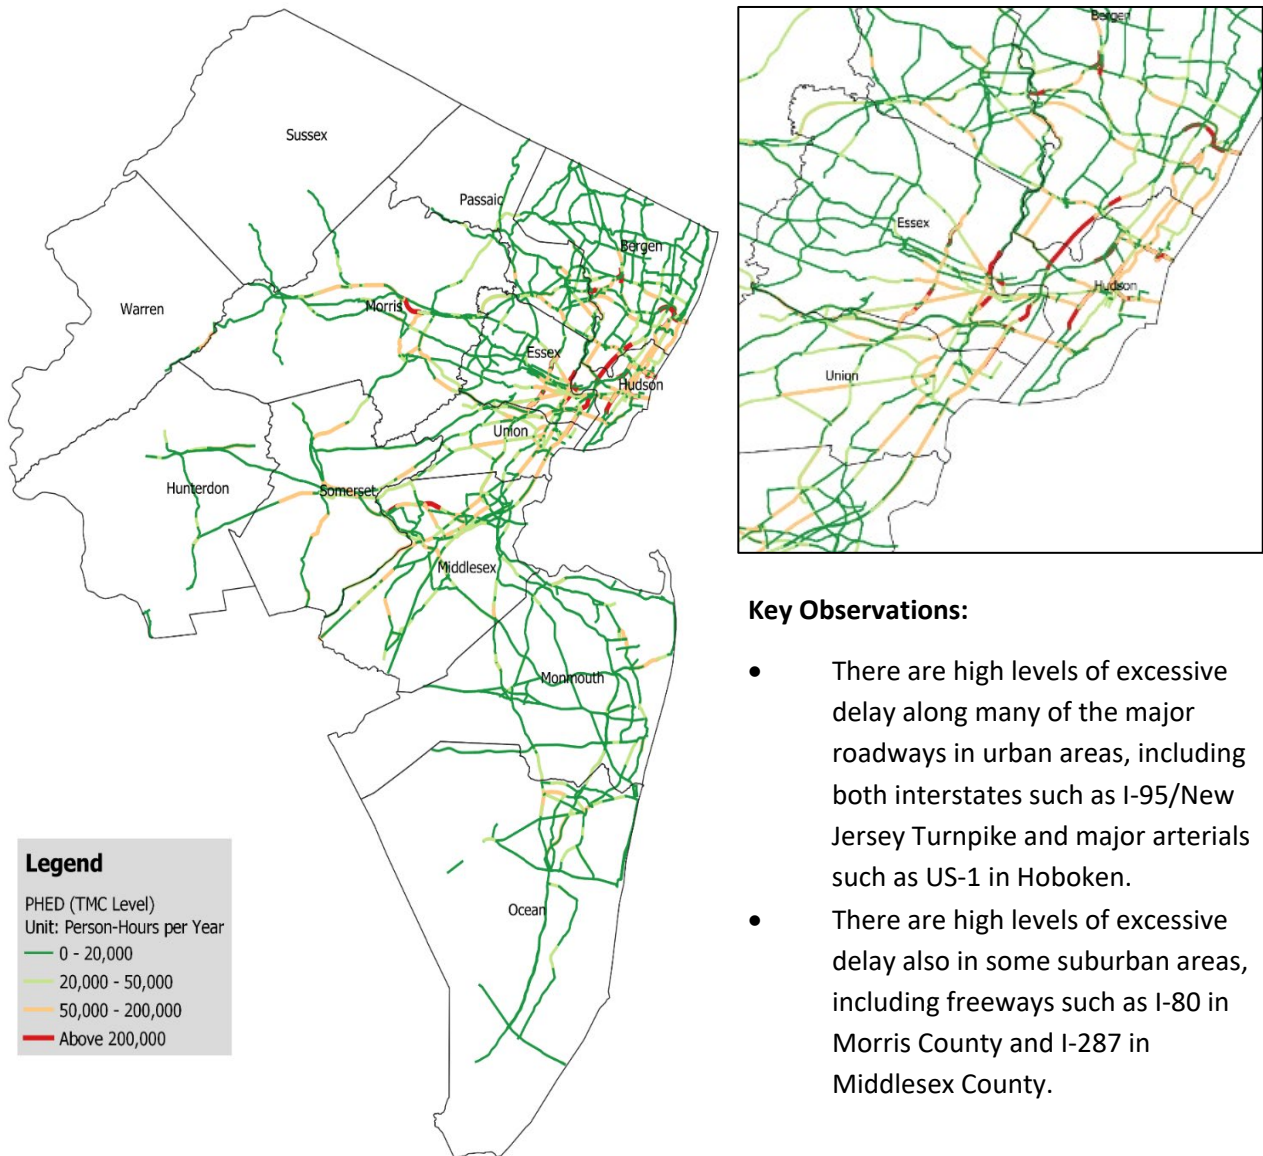 Sussex
Passaic
Bergen
Warren
Morris
Essex
Hudson
Union
Hunterdon
Somerset
Middlesex
Monmouth
Ocean
Legend
PHED (TMC Level)
Unit: Person-Hours per Year
0 - 20,000
20,000 - 50,000
50,000 - 200,000
Above 200,000
Bergen
Essex
Hudson
Union
Key Observations:
• There are high levels of excessive
delay along many of the major
roadways in urban areas, including
both interstates such as I-95/New
Jersey Turnpike and major arterials
such as US-1 in Hoboken.
• There are high levels of excessive
delay also in some suburban areas,
including freeways such as I-80 in
Morris County and I-287 in
Middlesex County.